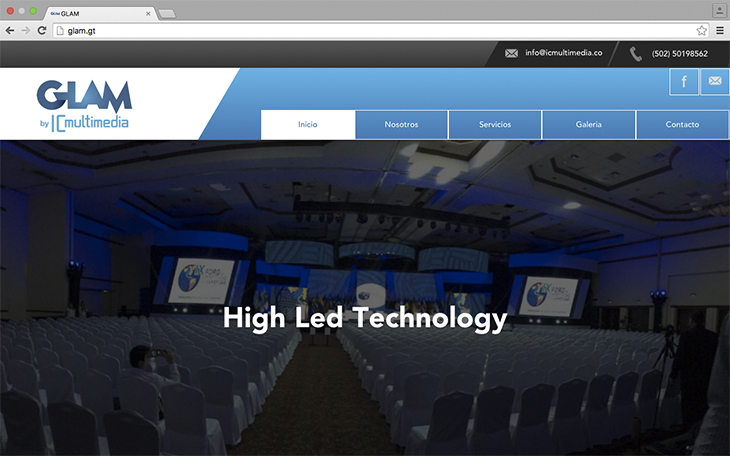 GLAM
glam.gt
info@icmultimedia.co
(502) 50198562
GLAM
by ICmultimedia
f
Inicio
Nosotros
Servicios
Galeria
Contacto
High Led Technology